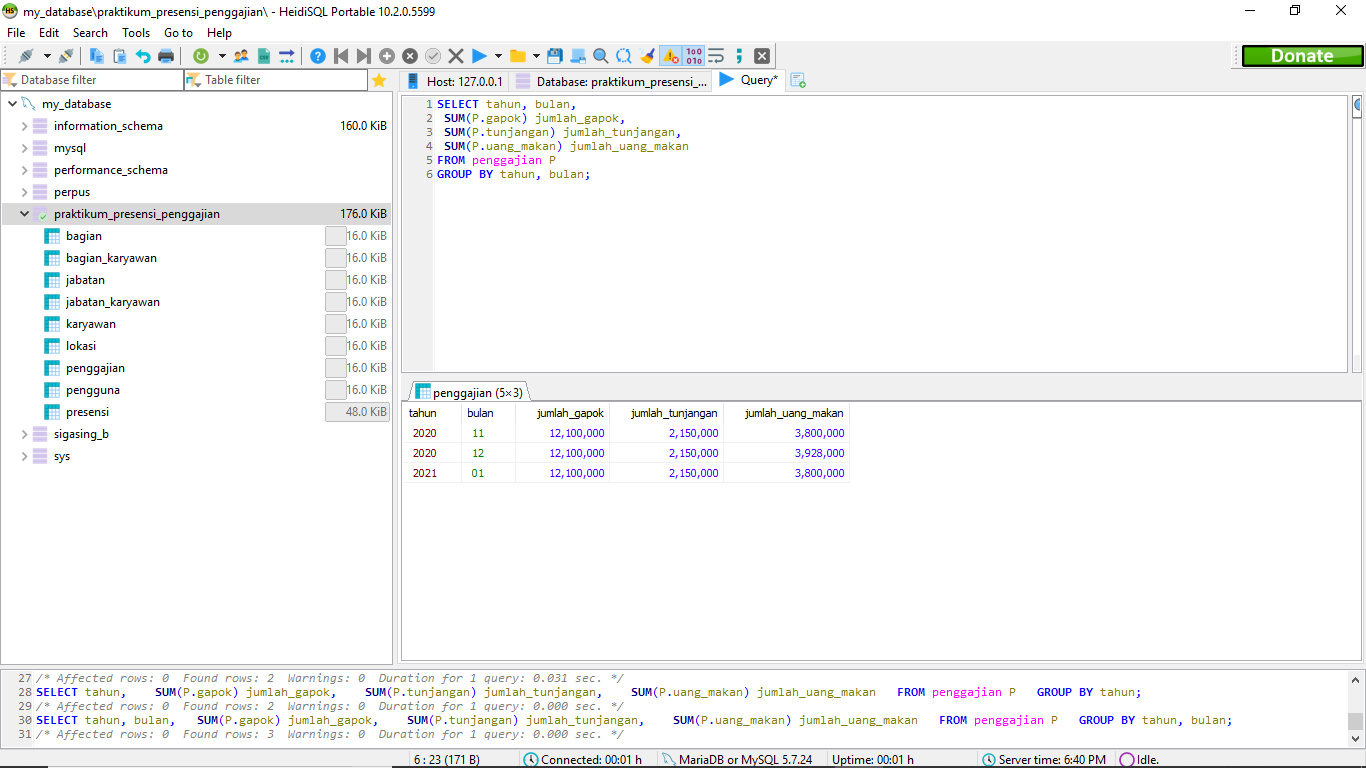 my_database\praktikum_presensi_penggajian\ - HeidiSQL Portable 10.2.0.5599
File Edit Search Tools Go to Help
Donate
Database filter
Table filter
Host: 127.0.0.1
Database: praktikum_presensi_...
Query*
my_database
information_schema 160.0 KiB
mysql
performance_schema
perpus
praktikum_presensi_penggajian 176.0 KiB
bagian 16.0 KiB
bagian_karyawan 16.0 KiB
jabatan 16.0 KiB
jabatan_karyawan 16.0 KiB
karyawan 16.0 KiB
lokasi 16.0 KiB
penggajian 16.0 KiB
pengguna 16.0 KiB
presensi 48.0 KiB
sigasing_b
sys
1 SELECT tahun, bulan,
2 SUM(P.gapok) jumlah_gapok,
3 SUM(P.tunjangan) jumlah_tunjangan,
4 SUM(P.uang_makan) jumlah_uang_makan
5 FROM penggajian P
6 GROUP BY tahun, bulan;
penggajian (5×3)
tahun bulan jumlah_gapok jumlah_tunjangan jumlah_uang_makan
2020 11 12,100,000 2,150,000 3,800,000
2020 12 12,100,000 2,150,000 3,928,000
2021 01 12,100,000 2,150,000 3,800,000
27 /* Affected rows: 0 Found rows: 2 Warnings: 0 Duration for 1 query: 0.031 sec. */
28 SELECT tahun, SUM(P.gapok) jumlah_gapok, SUM(P.tunjangan) jumlah_tunjangan, SUM(P.uang_makan) jumlah_uang_makan FROM penggajian P GROUP BY tahun;
29 /* Affected rows: 0 Found rows: 2 Warnings: 0 Duration for 1 query: 0.000 sec. */
30 SELECT tahun, bulan, SUM(P.gapok) jumlah_gapok, SUM(P.tunjangan) jumlah_tunjangan, SUM(P.uang_makan) jumlah_uang_makan FROM penggajian P GROUP BY tahun, bulan;
31 /* Affected rows: 0 Found rows: 3 Warnings: 0 Duration for 1 query: 0.000 sec. */
6 : 23 (171 B) Connected: 00:01 h MariaDB or MySQL 5.7.24 Uptime: 00:01 h Server time: 6:40 PM Idle.